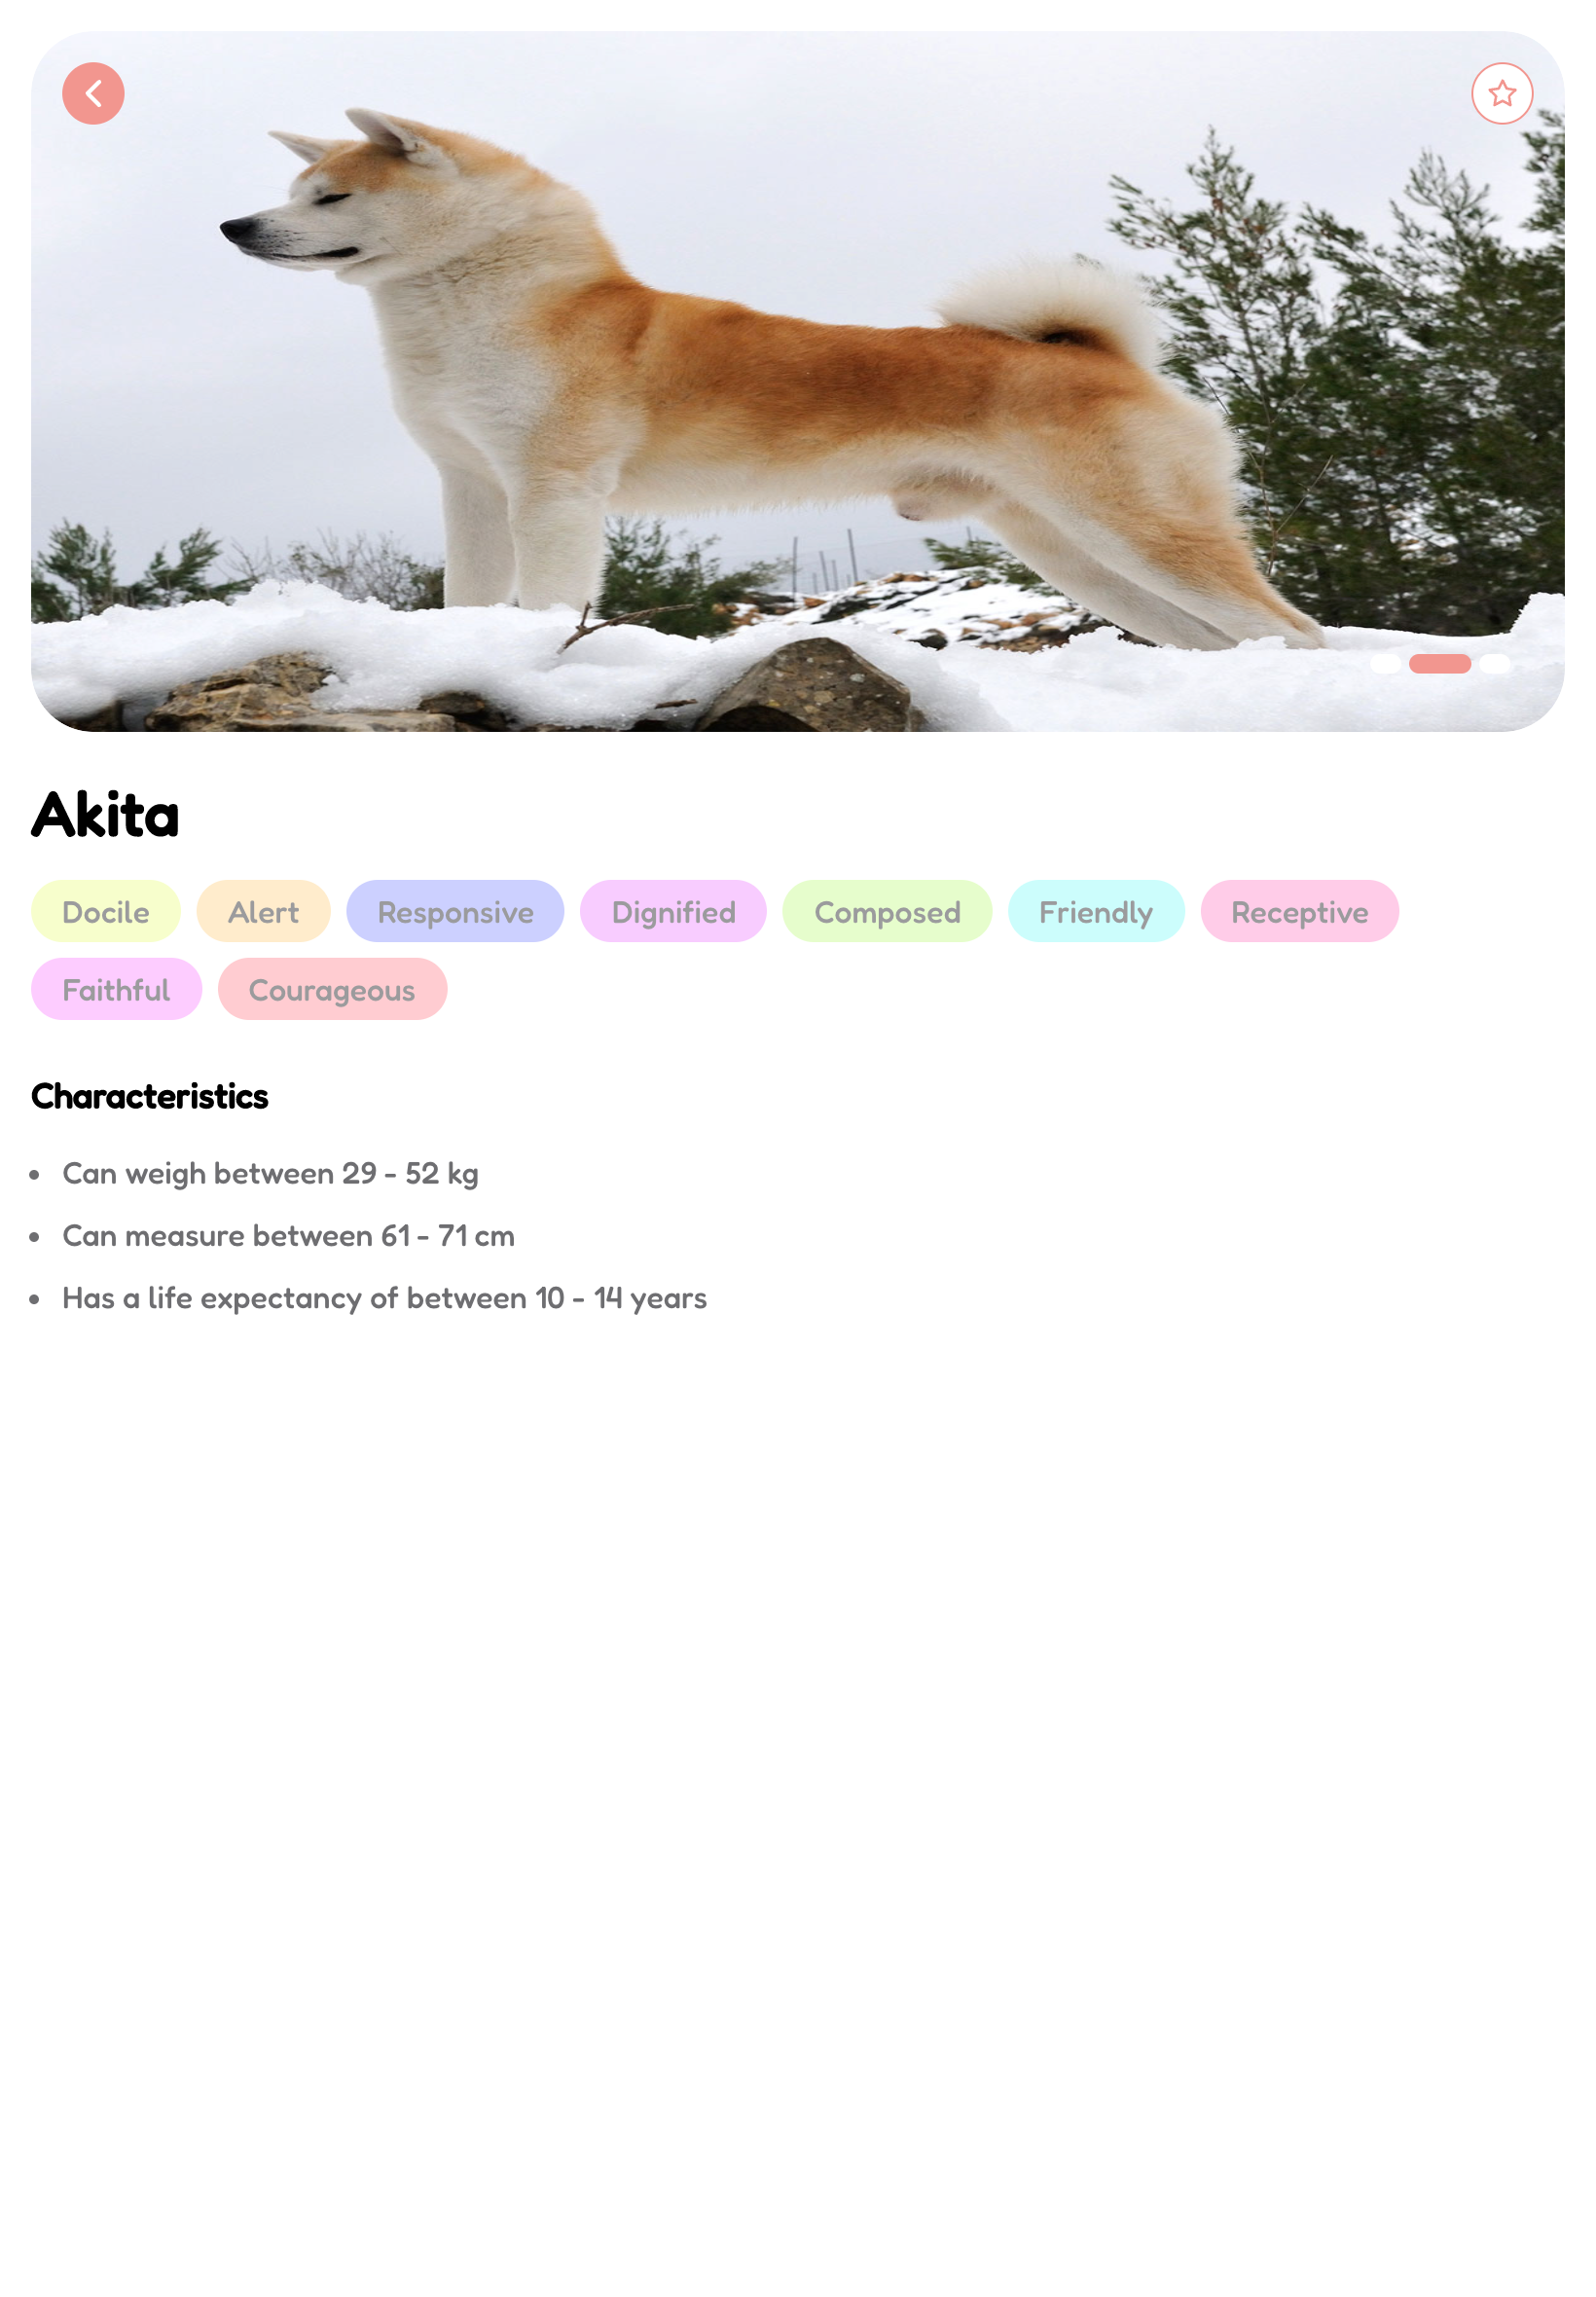 Akita
Docile Alert Responsive Dignified Composed Friendly Receptive
Faithful Courageous
Characteristics
• Can weigh between 29 - 52 kg
• Can measure between 61 - 71 cm
• Has a life expectancy of between 10 - 14 years